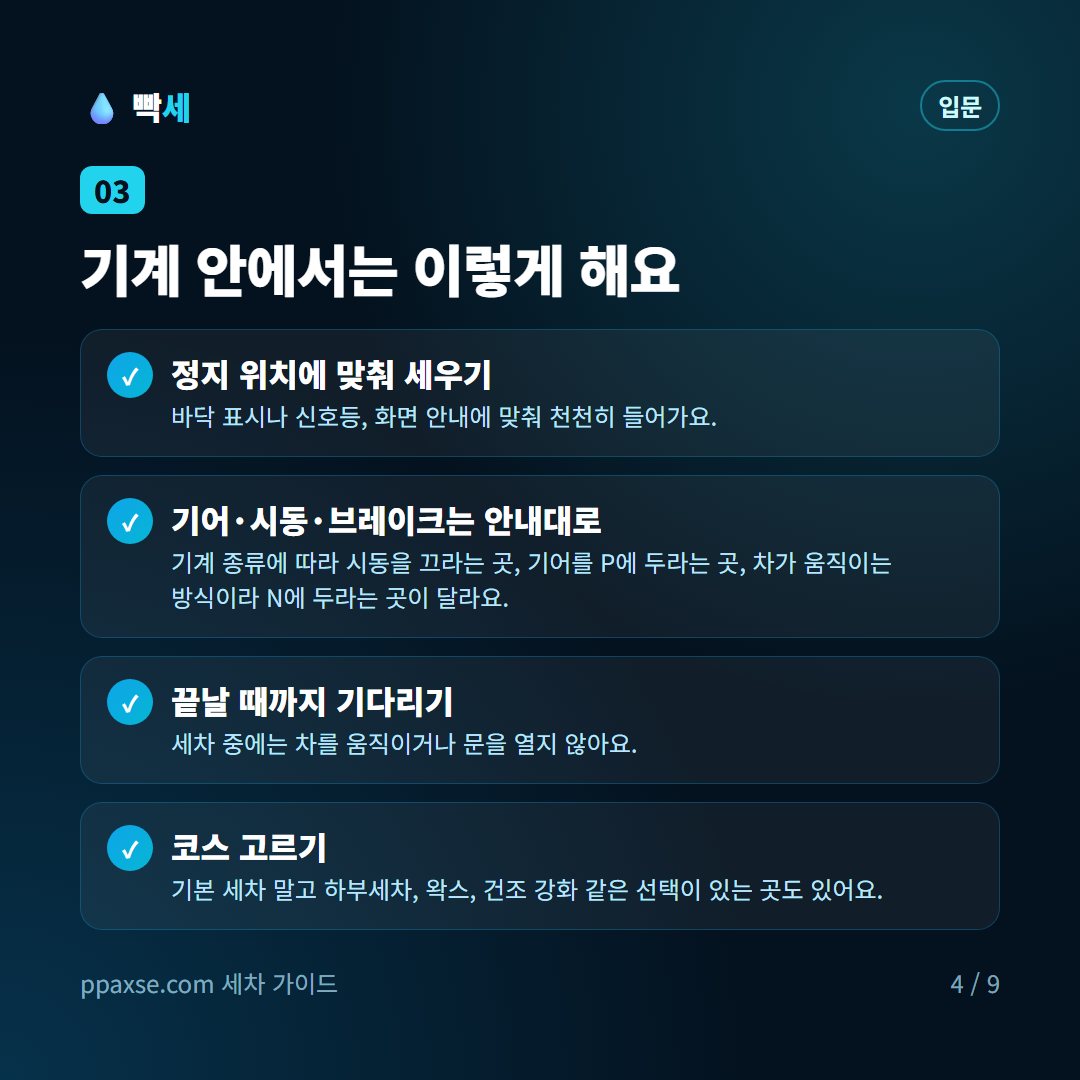 빡세
입문
03
기계 안에서는 이렇게 해요
정지 위치에 맞춰 세우기
바닥 표시나 신호등, 화면 안내에 맞춰 천천히 들어가요.
기어·시동·브레이크는 안내대로
기계 종류에 따라 시동을 끄라는 곳, 기어를 P에 두라는 곳, 차가 움직이는
방식이라 N에 두라는 곳이 달라요.
끝날 때까지 기다리기
세차 중에는 차를 움직이거나 문을 열지 않아요.
코스 고르기
기본 세차 말고 하부세차, 왁스, 건조 강화 같은 선택이 있는 곳도 있어요.
ppaxse.com 세차 가이드
4 / 9